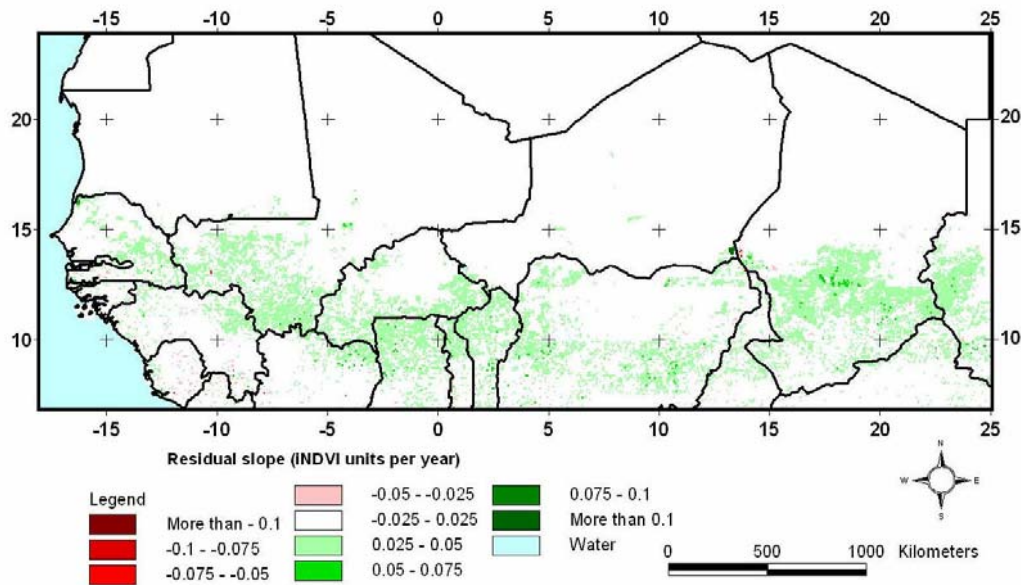 -15 -10 -5 0 5 10 15 20 25
20 20
15 15
10 10
-15 -10 -5 0 5 10 15 20 25
Residual slope (iNDVI units per year)
Legend
More than - 0.1
-0.1 - -0.075
-0.075 - -0.05
-0.05 - -0.025
-0.025 - 0.025
0.025 - 0.05
0.05 - 0.075
0.075 - 0.1
More than 0.1
Water
N
W E
S
0 500 1000 Kilometers